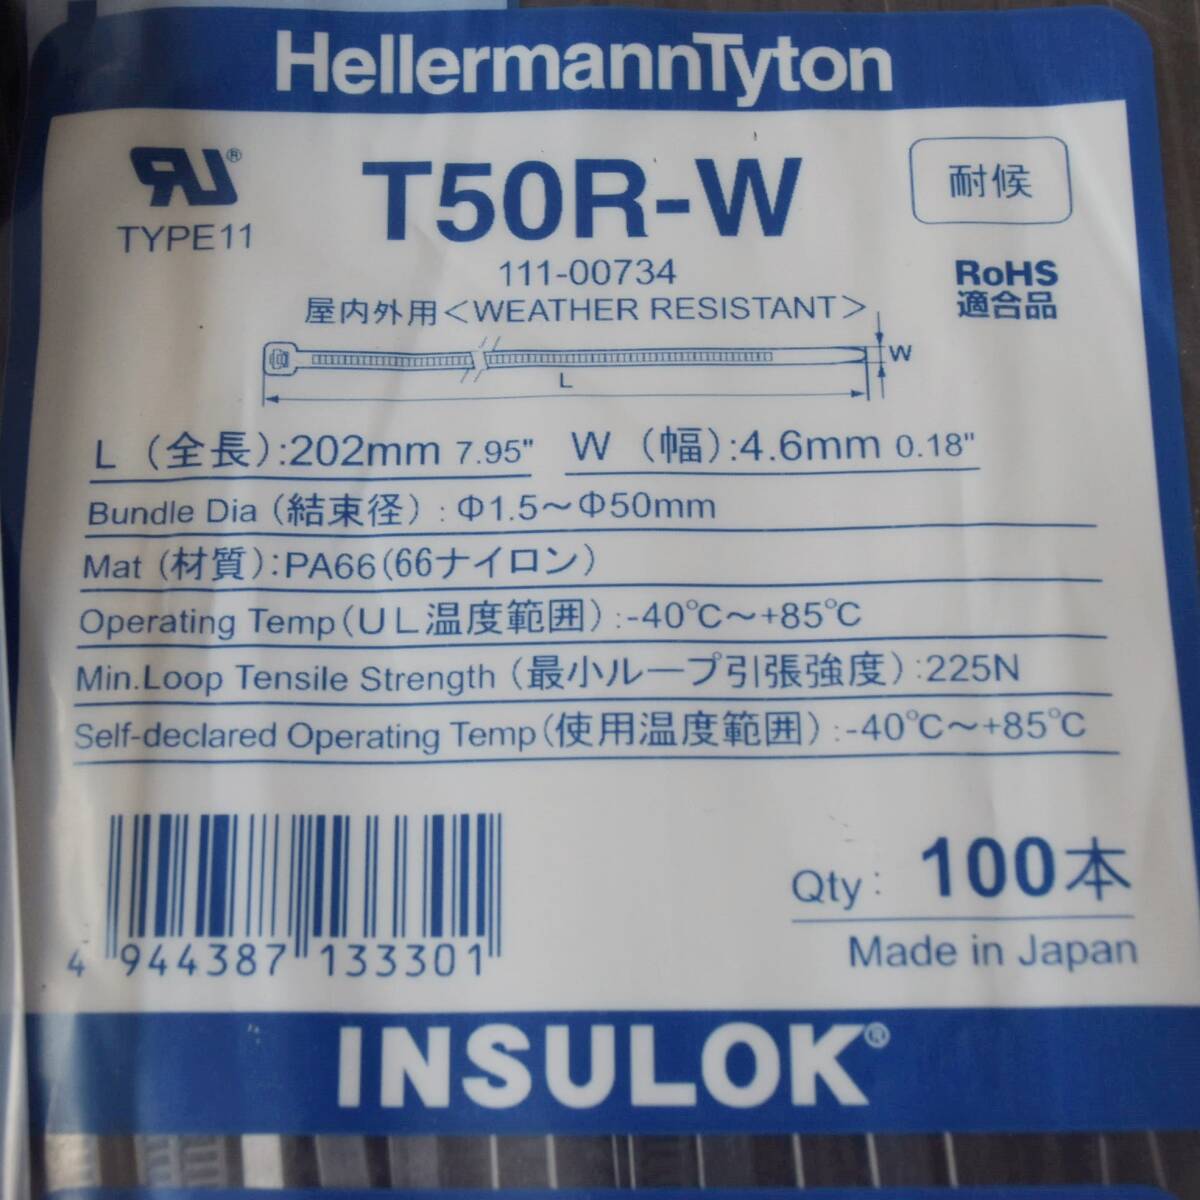 HellermannTyton
RU®
TYPE11
T50R-W
耐候
111-00734
RoHS
適合品
屋内外用<WEATHER RESISTANT>
W
L
L (全長):202mm 7.95" W (幅):4.6mm 0.18"
Bundle Dia (結束径): Φ1.5～Φ50mm
Mat (材質):PA66(66ナイロン)
Operating Temp(UL温度範囲):-40℃～+85℃
Min.Loop Tensile Strength (最小ループ引張強度):225N
Self-declared Operating Temp(使用温度範囲):-40℃～+85℃
Qty: 100本
4 944387 133301
Made in Japan
INSULOK®